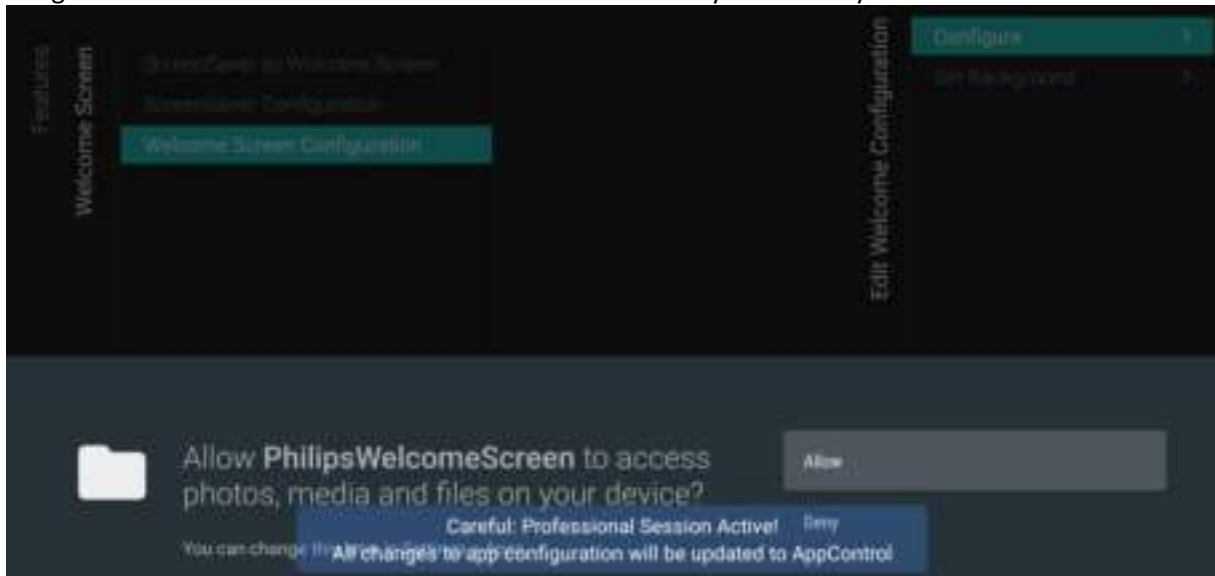 Features
Welcome Screen
ScreenSaver as Welcome Screen
ScreenSaver Configuration
Welcome Screen Configuration
Edit Welcome Configuration
Configure
Set Background
Allow PhilipsWelcomeScreen to access
photos, media and files on your device?
Allow
Deny
You can change
Careful: Professional Session Active!
All changes to app configuration will be updated to AppControl